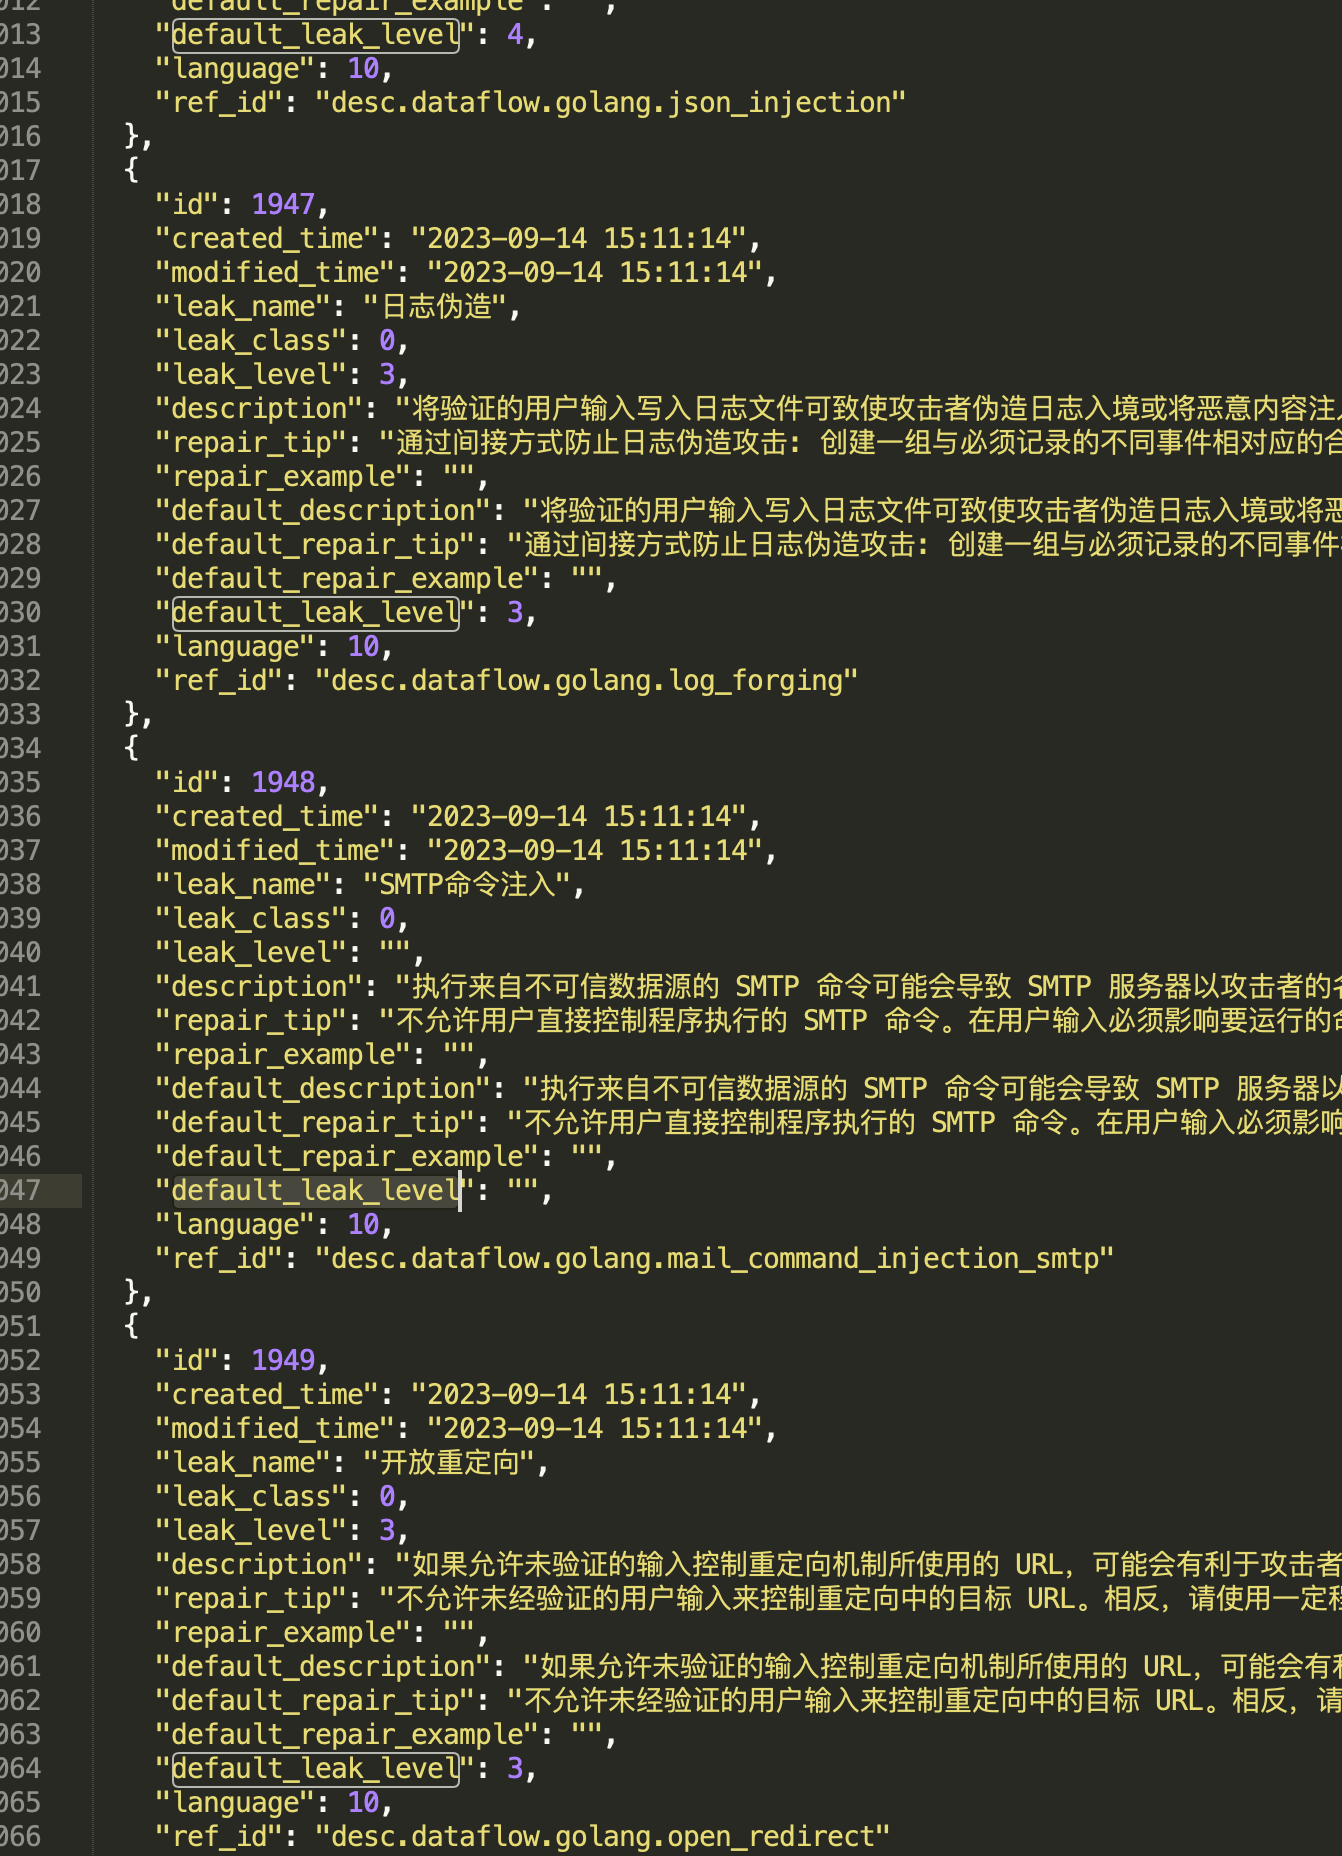 012 "default_repair_example": "",
013 "default_leak_level": 4,
014 "language": 10,
015 "ref_id": "desc.dataflow.golang.json_injection"
016 },
017 {
018 "id": 1947,
019 "created_time": "2023-09-14 15:11:14",
020 "modified_time": "2023-09-14 15:11:14",
021 "leak_name": "日志伪造",
022 "leak_class": 0,
023 "leak_level": 3,
024 "description": "将验证的用户输入写入日志文件可致使攻击者伪造日志入境或将恶意内容注入
025 "repair_tip": "通过间接方式防止日志伪造攻击: 创建一组与必须记录的不同事件相对应的合
026 "repair_example": "",
027 "default_description": "将验证的用户输入写入日志文件可致使攻击者伪造日志入境或将恶
028 "default_repair_tip": "通过间接方式防止日志伪造攻击: 创建一组与必须记录的不同事件
029 "default_repair_example": "",
030 "default_leak_level": 3,
031 "language": 10,
032 "ref_id": "desc.dataflow.golang.log_forging"
033 },
034 {
035 "id": 1948,
036 "created_time": "2023-09-14 15:11:14",
037 "modified_time": "2023-09-14 15:11:14",
038 "leak_name": "SMTP命令注入",
039 "leak_class": 0,
040 "leak_level": "",
041 "description": "执行来自不可信数据源的 SMTP 命令可能会导致 SMTP 服务器以攻击者的名
042 "repair_tip": "不允许用户直接控制程序执行的 SMTP 命令。在用户输入必须影响要运行的命
043 "repair_example": "",
044 "default_description": "执行来自不可信数据源的 SMTP 命令可能会导致 SMTP 服务器以
045 "default_repair_tip": "不允许用户直接控制程序执行的 SMTP 命令。在用户输入必须影响
046 "default_repair_example": "",
047 "default_leak_level": "",
048 "language": 10,
049 "ref_id": "desc.dataflow.golang.mail_command_injection_smtp"
050 },
051 {
052 "id": 1949,
053 "created_time": "2023-09-14 15:11:14",
054 "modified_time": "2023-09-14 15:11:14",
055 "leak_name": "开放重定向",
056 "leak_class": 0,
057 "leak_level": 3,
058 "description": "如果允许未验证的输入控制重定向机制所使用的 URL，可能会有利于攻击者
059 "repair_tip": "不允许未经验证的用户输入来控制重定向中的目标 URL。相反，请使用一定程
060 "repair_example": "",
061 "default_description": "如果允许未验证的输入控制重定向机制所使用的 URL，可能会有利
062 "default_repair_tip": "不允许未经验证的用户输入来控制重定向中的目标 URL。相反，请
063 "default_repair_example": "",
064 "default_leak_level": 3,
065 "language": 10,
066 "ref_id": "desc.dataflow.golang.open_redirect"